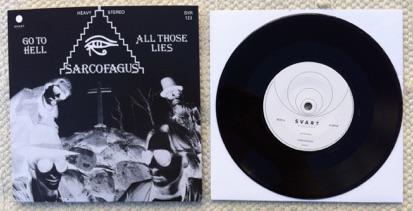 HEAVY STEREO
SVR
123
SVART
GO TO
HELL
ALL THOSE
LIES
SARCOFAGUS
SVART